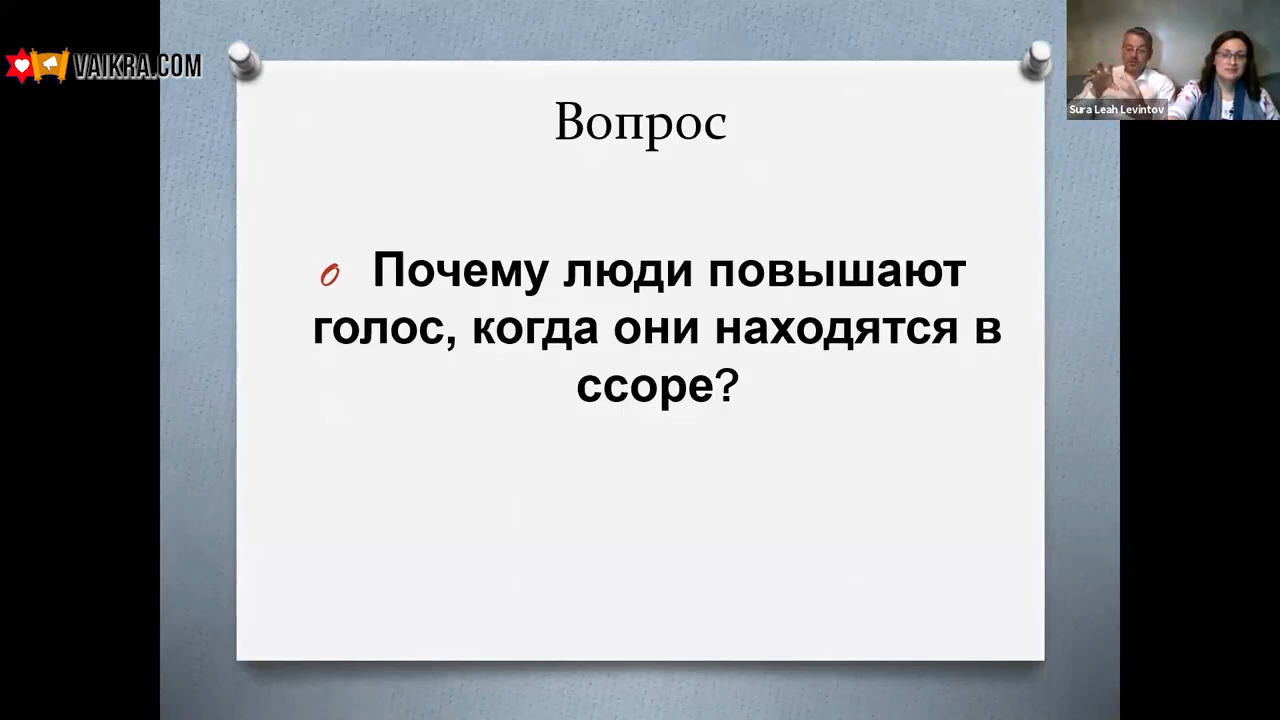 VAIKRA.COM
Sura Leah Levintov
Вопрос
Почему люди повышают
голос, когда они находятся в
ссоре?